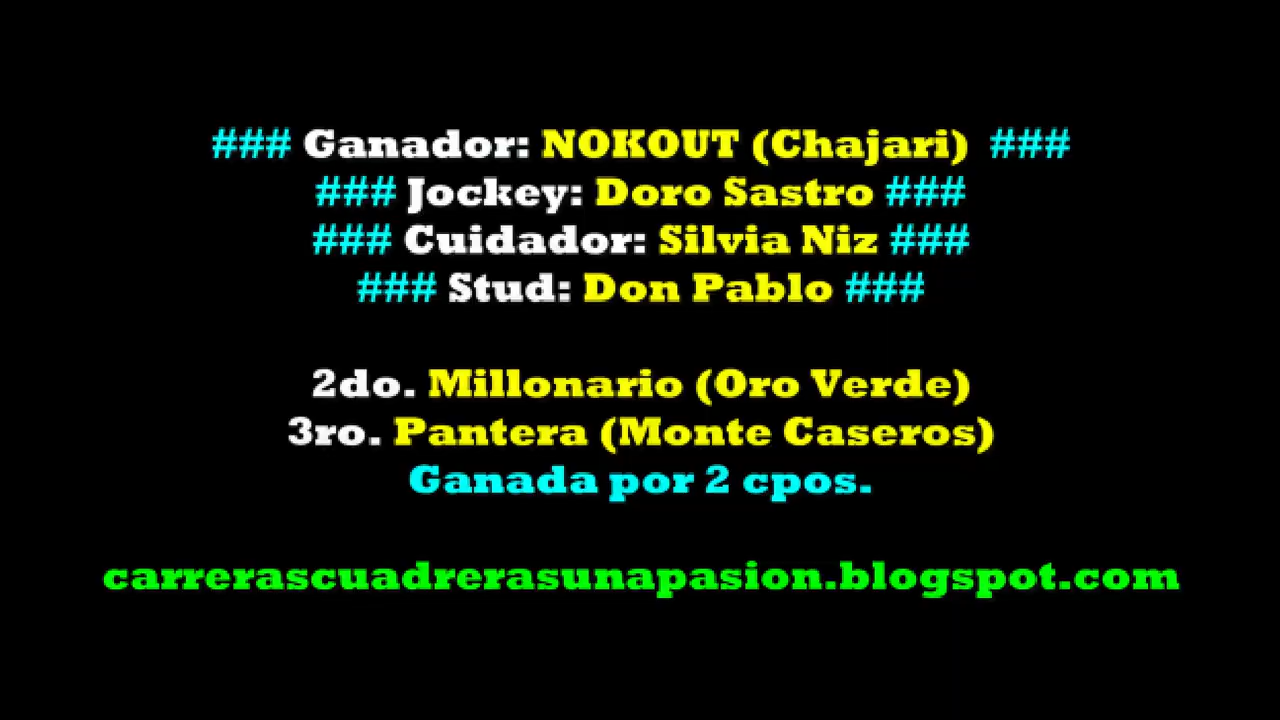 ### Ganador: NOKOUT (Chajari) ###
### Jockey: Doro Sastro ###
### Cuidador: Silvia Niz ###
### Stud: Don Pablo ###
2do. Millonario (Oro Verde)
3ro. Pantera (Monte Caseros)
Ganada por 2 cpos.
carrerascuadrerasunapasion.blogspot.com